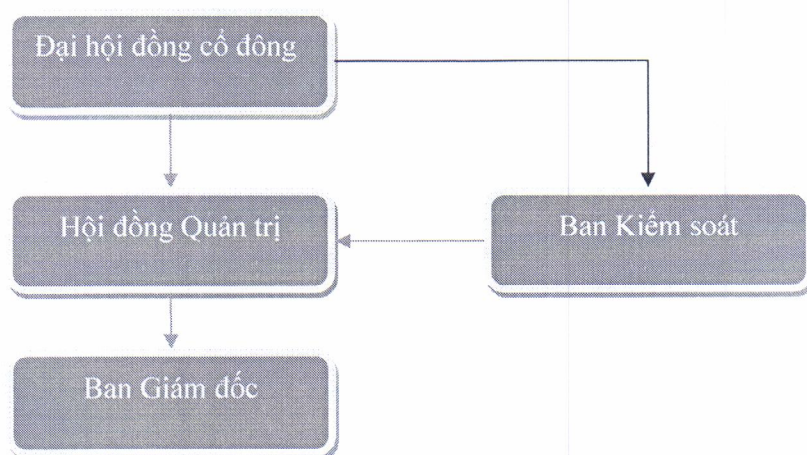 Đại hội đồng cổ đông
Hội đồng Quản trị
Ban Kiểm soát
Ban Giám đốc